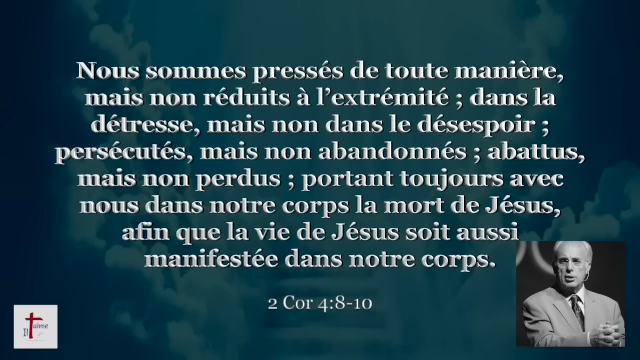 Nous sommes pressés de toute manière,
mais non réduits à l’extrémité ; dans la
détresse, mais non dans le désespoir ;
persécutés, mais non abandonnés ; abattus,
mais non perdus ; portant toujours avec
nous dans notre corps la mort de Jésus,
afin que la vie de Jésus soit aussi
manifestée dans notre corps.
2 Cor 4:8-10